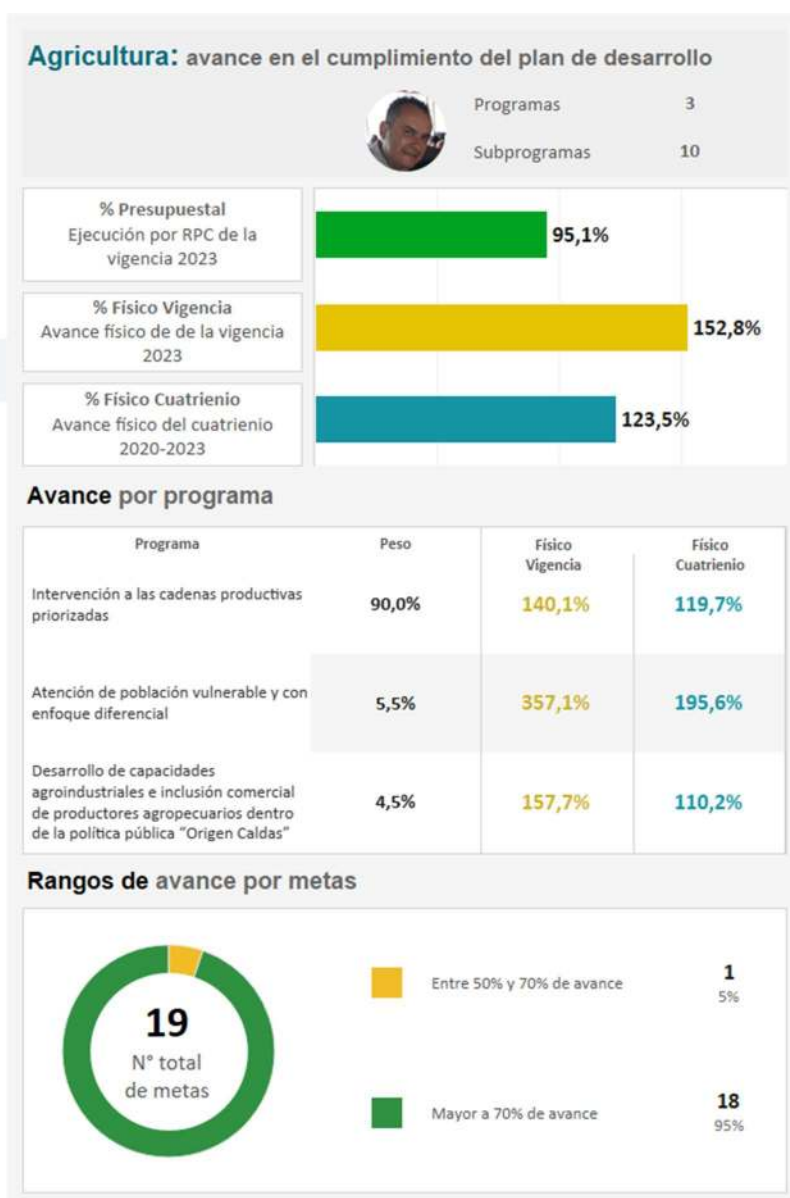 Agricultura: avance en el cumplimiento del plan de desarrollo
Programas 3
Subprogramas 10
% Presupuestal
Ejecución por RPC de la
vigencia 2023
95,1%
% Físico Vigencia
Avance físico de de la vigencia
2023
152,8%
% Físico Cuatrienio
Avance físico del cuatrienio
2020-2023
123,5%
Avance por programa
Programa Peso Físico Vigencia Físico Cuatrienio
Intervención a las cadenas productivas
priorizadas
90,0% 140,1% 119,7%
Atención de población vulnerable y con
enfoque diferencial
5,5% 357,1% 195,6%
Desarrollo de capacidades
agroindustriales e inclusión comercial
de productores agropecuarios dentro
de la política pública "Origen Caldas"
4,5% 157,7% 110,2%
Rangos de avance por metas
19
N° total
de metas
Entre 50% y 70% de avance
1
5%
Mayor a 70% de avance
18
95%